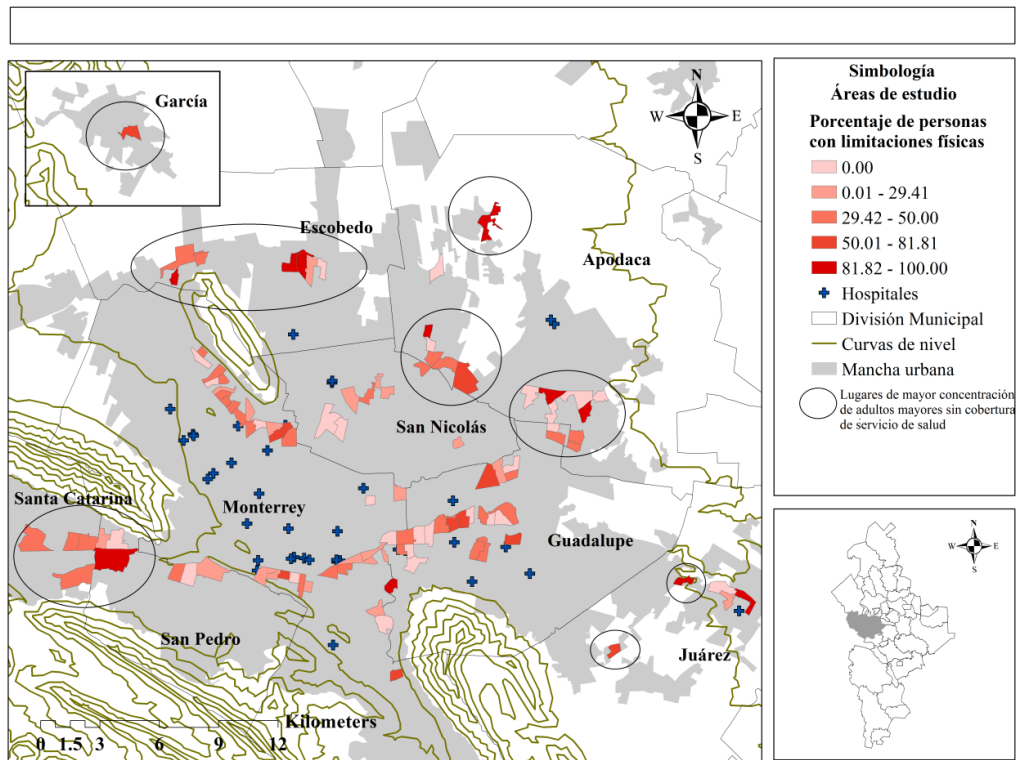 García
N
W
E
S
Escobedo
Apodaca
San Nicolás
Santa Catarina
Monterrey
Guadalupe
San Pedro
Juárez
Kilometers
0 1.5 3 6 9 12
Simbología
Áreas de estudio
Porcentaje de personas
con limitaciones físicas
0.00
0.01 - 29.41
29.42 - 50.00
50.01 - 81.81
81.82 - 100.00
Hospitales
División Municipal
Curvas de nivel
Mancha urbana
Lugares de mayor concentración
de adultos mayores sin cobertura
de servicio de salud
N
W
E
S